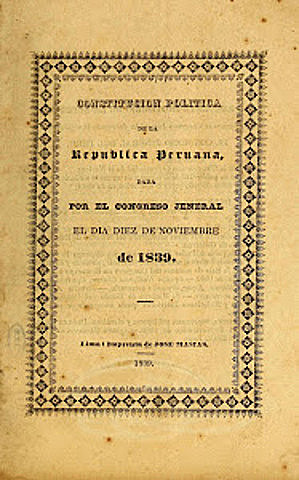 CONSTITUCION POLITICA
DE LA
Republica Peruana,
DADA
POR EL CONGRESO JENERAL
EL DIA DIEZ DE NOVIEMBRE
de 1839.
Lima: Imprenta de JOSE MASIAS,
1839.